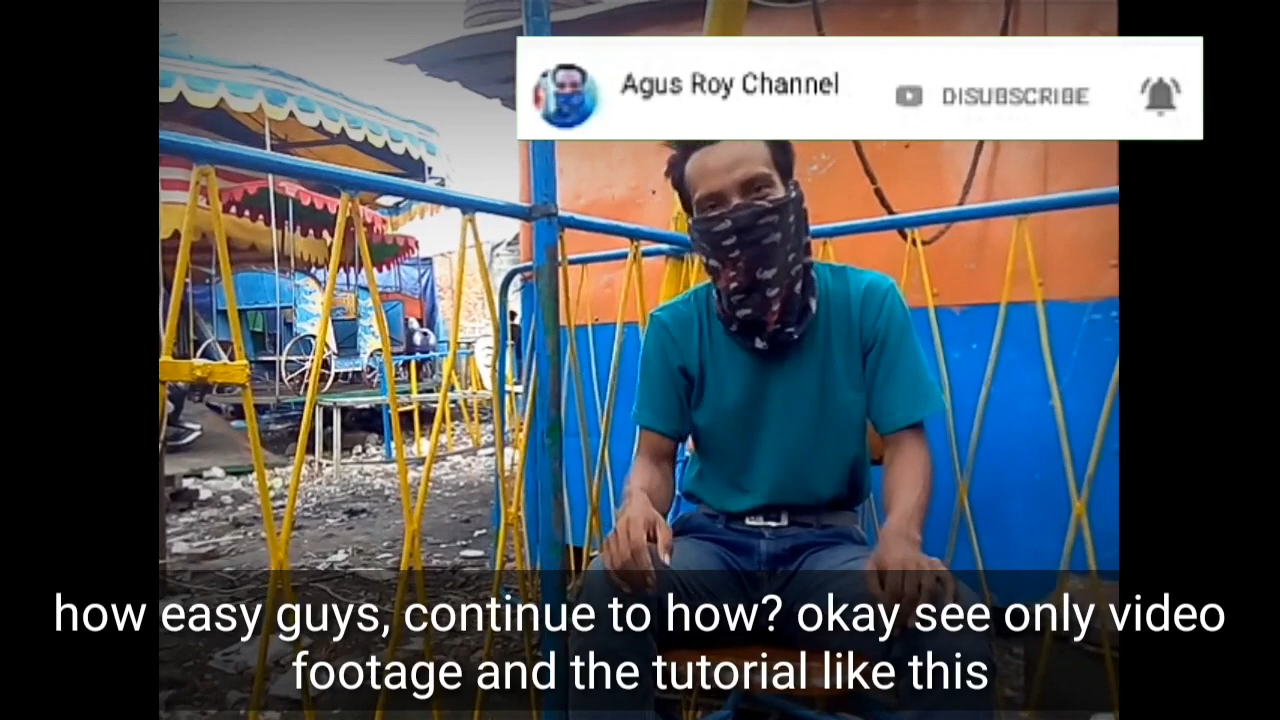 Agus Roy Channel
DISUBSCRIBE
how easy guys, continue to how? okay see only video
footage and the tutorial like this